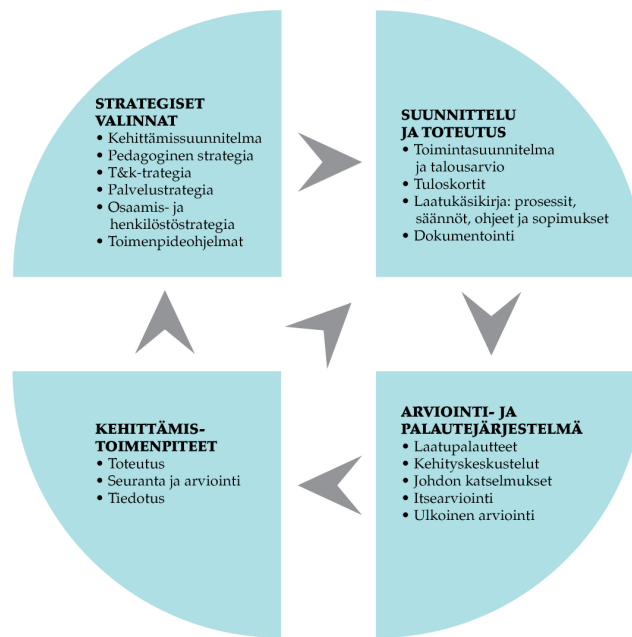 STRATEGISET
VALINNAT
• Kehittämissuunnitelma
• Pedagoginen strategia
• T&k-trategia
• Palvelustrategia
• Osaamis- ja
henkilöstöstrategia
• Toimenpideohjelmat
SUUNNITTELU
JA TOTEUTUS
• Toimintasuunnitelma
ja talousarvio
• Tuloskortit
• Laatukäsikirja: prosessit,
säännöt, ohjeet ja sopimukset
• Dokumentointi
KEHITTÄMIS-
TOIMENPITEET
• Toteutus
• Seuranta ja arviointi
• Tiedotus
ARVIOINTI- JA
PALAUTEJÄRJESTELMÄ
• Laatupalautteet
• Kehityskeskustelut
• Johdon katselmukset
• Itsearviointi
• Ulkoinen arviointi